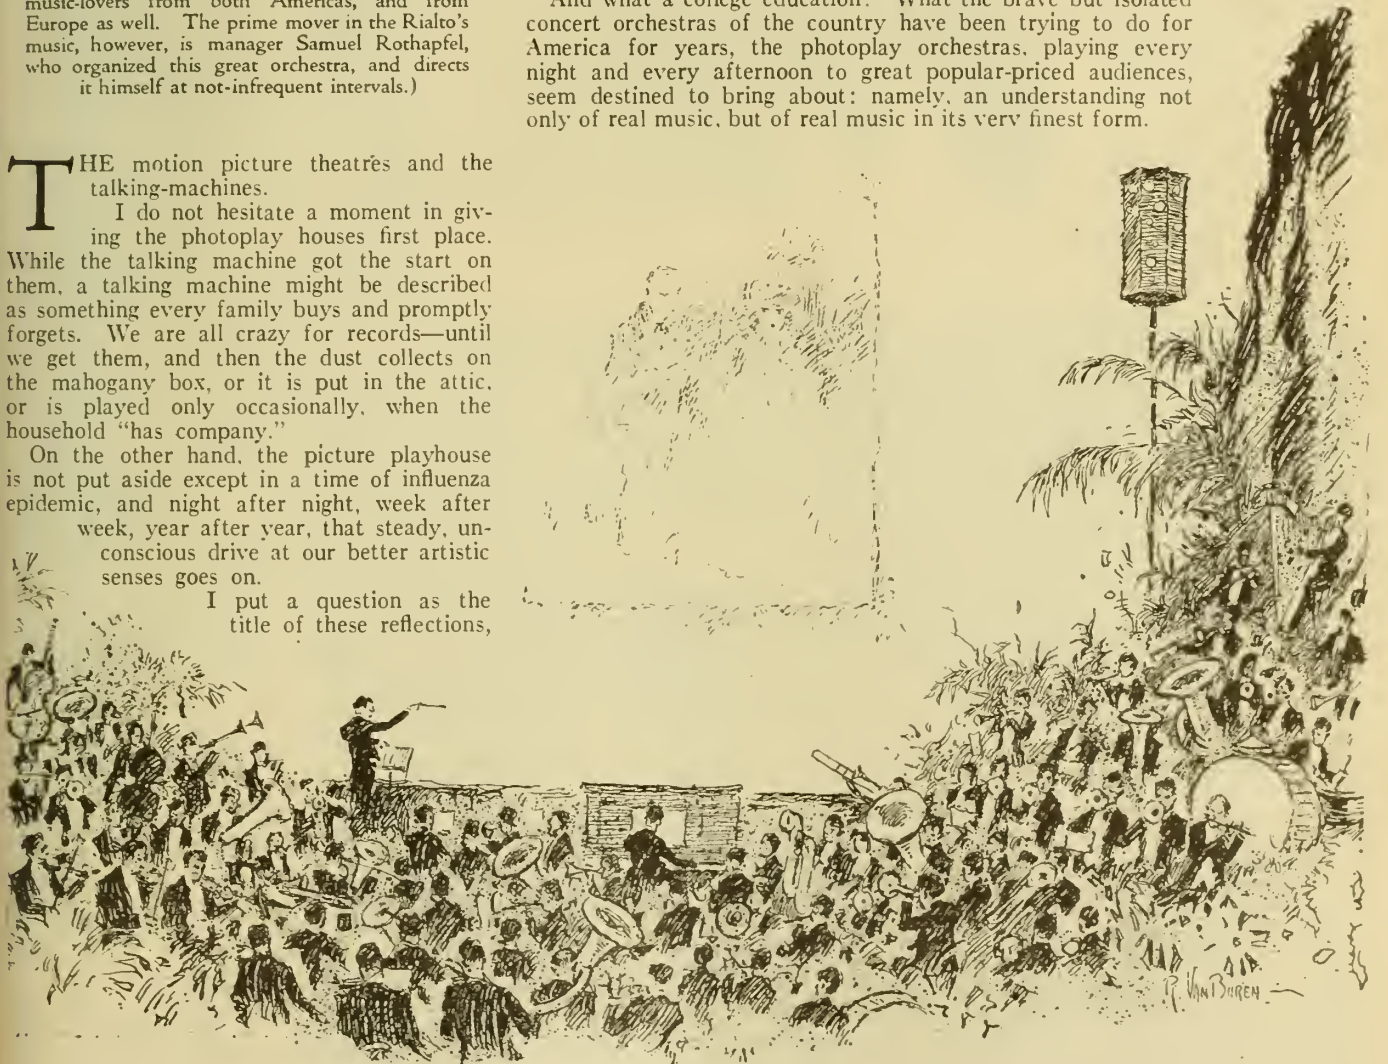 music-lovers from both Americas, and from
Europe as well. The prime mover in the Rialto's
music, however, is manager Samuel Rothapfel,
who organized this great orchestra, and directs
it himself at not-infrequent intervals.)
THE motion picture theatres and the
talking-machines.
I do not hesitate a moment in giv-
ing the photoplay houses first place.
While the talking machine got the start on
them, a talking machine might be described
as something every family buys and promptly
forgets. We are all crazy for records—until
we get them, and then the dust collects on
the mahogany box, or it is put in the attic,
or is played only occasionally, when the
household "has company."
On the other hand, the picture playhouse
is not put aside except in a time of influenza
epidemic, and night after night, week after
week, year after year, that steady, un-
conscious drive at our better artistic
senses goes on.
I put a question as the
title of these reflections,
And what a college education! What the brave but isolated
concert orchestras of the country have been trying to do for
America for years, the photoplay orchestras, playing every
night and every afternoon to great popular-priced audiences,
seem destined to bring about: namely, an understanding not
only of real music, but of real music in its very finest form.
R. VAN BUREN